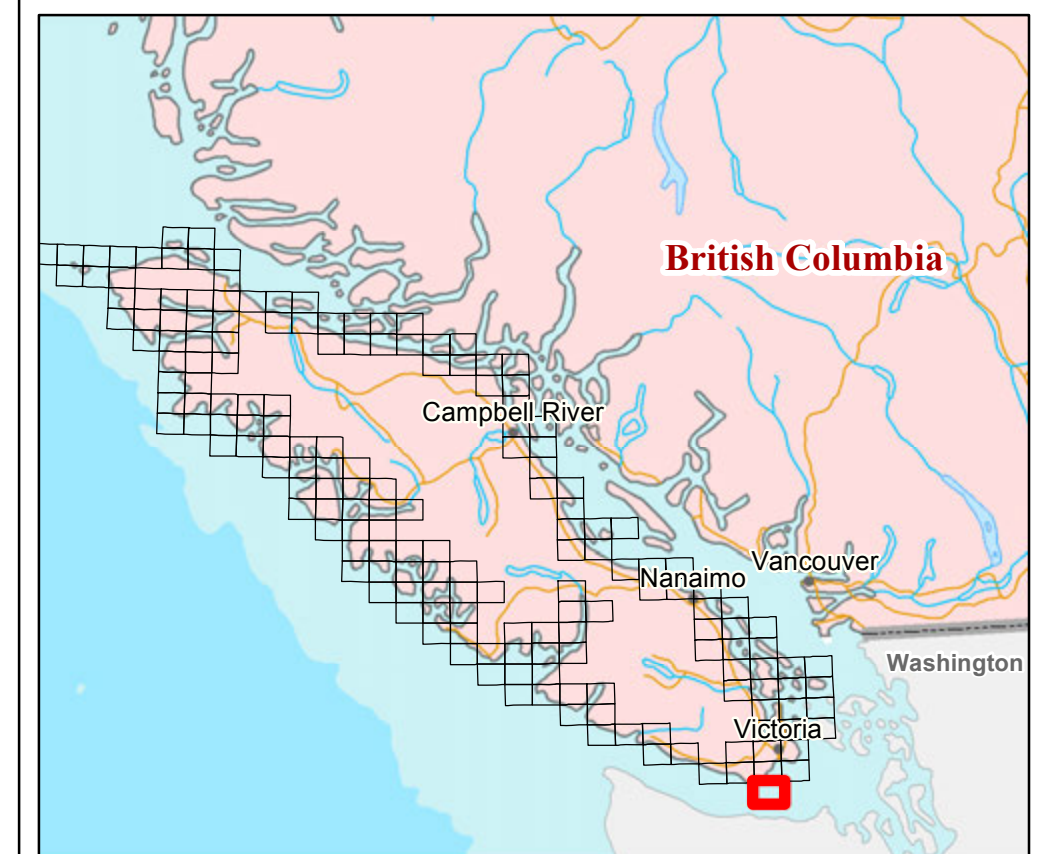 British Columbia
Campbell River
Vancouver
Nanaimo
Washington
Victoria